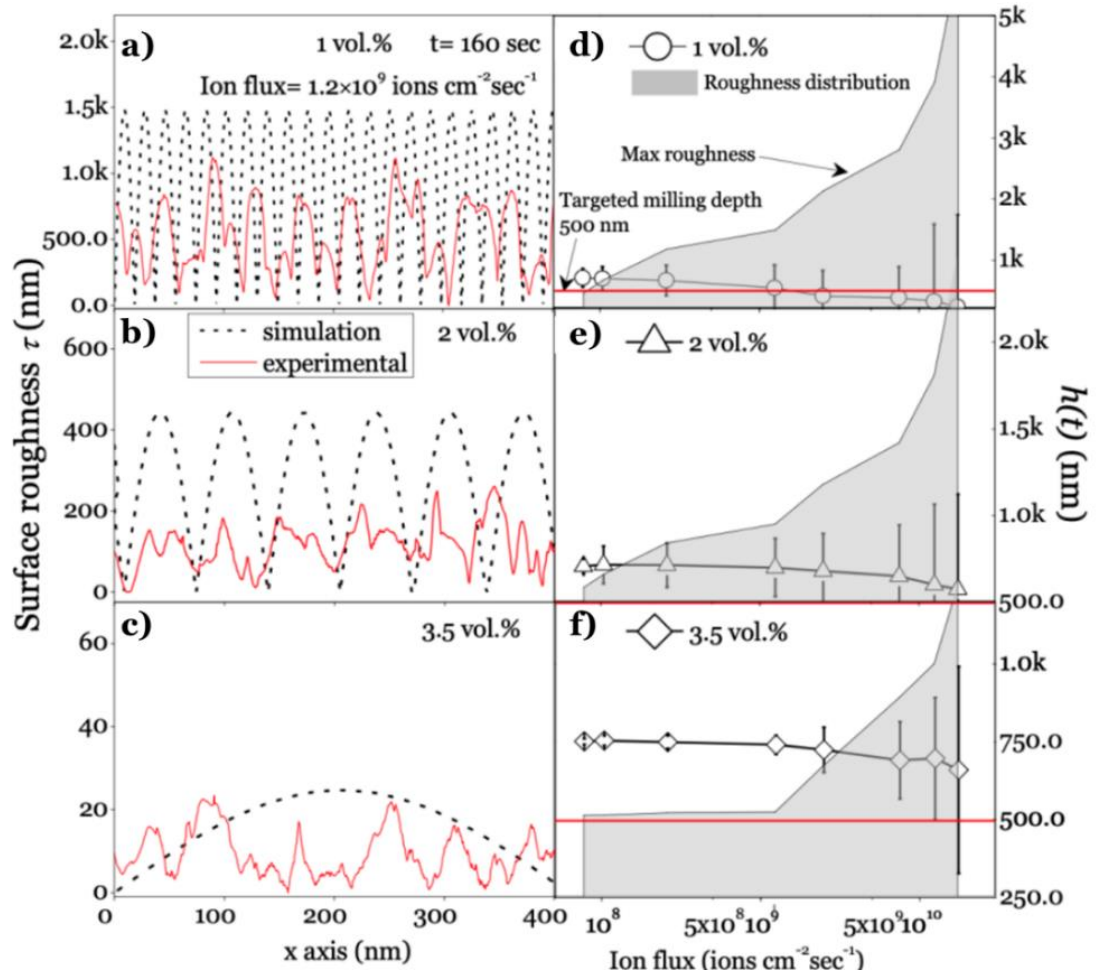 a)
1 vol.% t= 160 sec
Ion flux= 1.2×10⁹ ions cm⁻²sec⁻¹
2.0k
1.5k
1.0k
500.0
0.0
b)
simulation
experimental
2 vol.%
600
400
200
0
c)
3.5 vol.%
60
40
20
0
0 100 200 300 400
x axis (nm)
Surface roughness τ (nm)
d)
1 vol.%
Roughness distribution
Max roughness
Targeted milling depth
500 nm
5k
4k
3k
2k
1k
e)
2 vol.%
2.0k
1.5k
1.0k
500.0
f)
3.5 vol.%
1.0k
750.0
500.0
250.0
10⁸ 5x10⁸ 10⁹ 5x10⁹ 10¹⁰
Ion flux (ions cm⁻²sec⁻¹)
h(t) (nm)